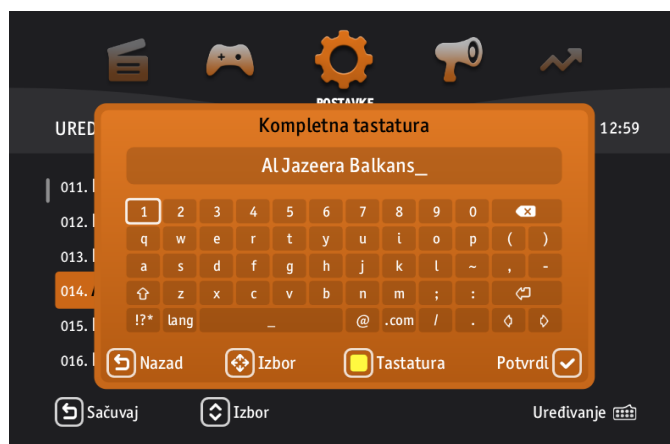 POSTAVKE
UREĐ
12:59
Kompletna tastatura
Al Jazeera Balkans_
011.
012.
013.
014.
015.
016.
1 2 3 4 5 6 7 8 9 0
q w e r t y u i o p ( )
a s d f g h j k l ~ , -
z x c v b n m ; :
!?* lang _ @ .com / .
Nazad Izbor Tastatura Potvrdi
Sačuvaj Izbor Uređivanje